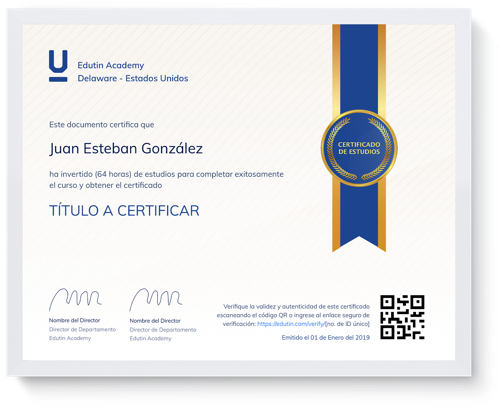 Edutin Academy
Delaware - Estados Unidos
Este documento certifica que
Juan Esteban González
ha invertido (64 horas) de estudios para completar exitosamente
el curso y obtener el certificado
TÍTULO A CERTIFICAR
CERTIFICADO
DE ESTUDIOS
Nombre del Director
Director de Departamento
Edutin Academy
Nombre del Director
Director de Departamento
Edutin Academy
Verifique la validez y autenticidad de este certificado
escaneando el código QR o ingrese al enlace seguro de
verificación: https://edutin.com/verify/[no. de ID único]
Emitido el 01 de Enero del 2019